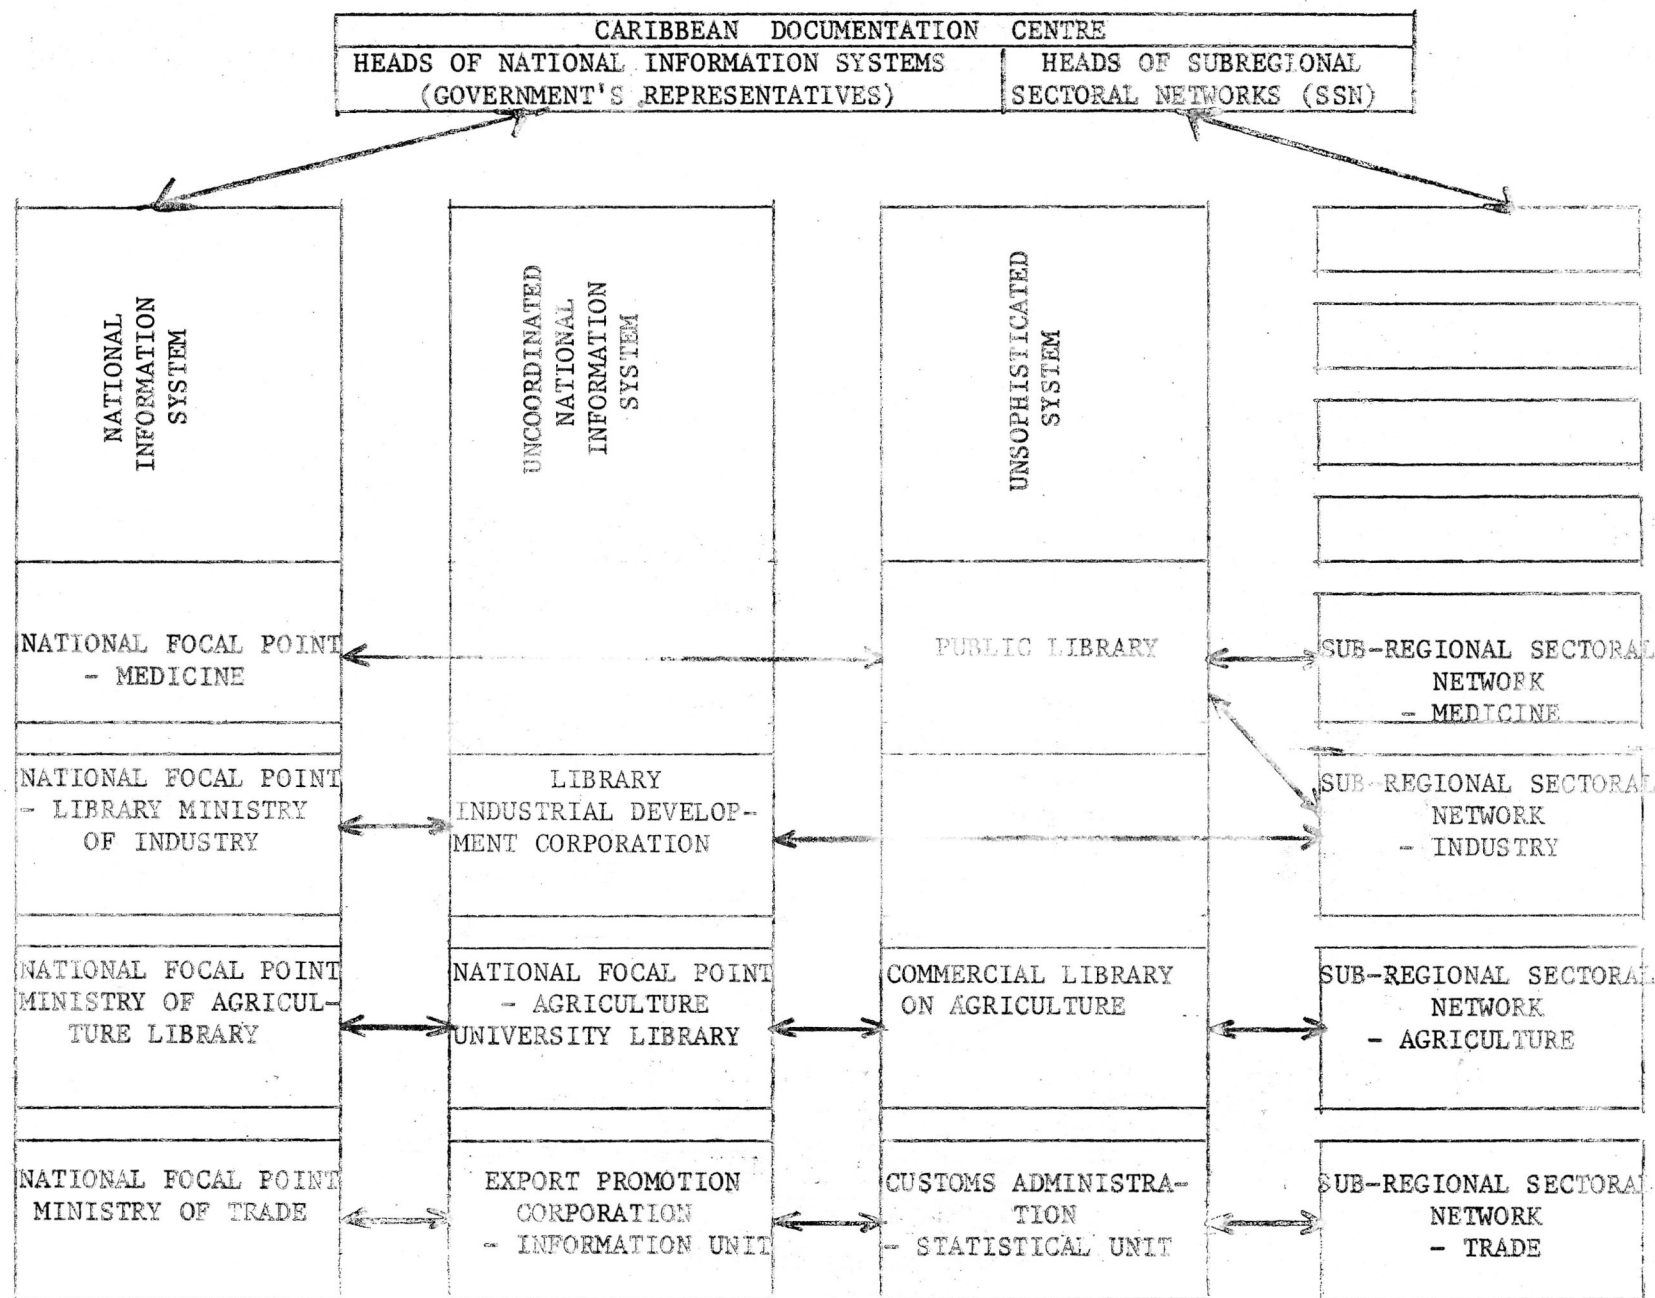 CARIBBEAN DOCUMENTATION CENTRE
HEADS OF NATIONAL INFORMATION SYSTEMS
(GOVERNMENT'S REPRESENTATIVES)
HEADS OF SUBREGIONAL
SECTORAL NETWORKS (SSN)
NATIONAL
INFORMATION
SYSTEM
UNCOORDINATED
NATIONAL
INFORMATION
SYSTEM
UNSOPHISTICATED
SYSTEM
NATIONAL FOCAL POINT
- MEDICINE
PUBLIC LIBRARY
SUB-REGIONAL SECTORAL
NETWORK
- MEDICINE
NATIONAL FOCAL POINT
- LIBRARY MINISTRY
OF INDUSTRY
LIBRARY
INDUSTRIAL DEVELOP-
MENT CORPORATION
SUB-REGIONAL SECTORAL
NETWORK
- INDUSTRY
NATIONAL FOCAL POINT
MINISTRY OF AGRICUL-
TURE LIBRARY
NATIONAL FOCAL POINT
- AGRICULTURE
UNIVERSITY LIBRARY
COMMERCIAL LIBRARY
ON AGRICULTURE
SUB-REGIONAL SECTORAL
NETWORK
- AGRICULTURE
NATIONAL FOCAL POINT
MINISTRY OF TRADE
EXPORT PROMOTION
CORPORATION
- INFORMATION UNIT
CUSTOMS ADMINISTRA-
TION
- STATISTICAL UNIT
SUB-REGIONAL SECTORAL
NETWORK
- TRADE